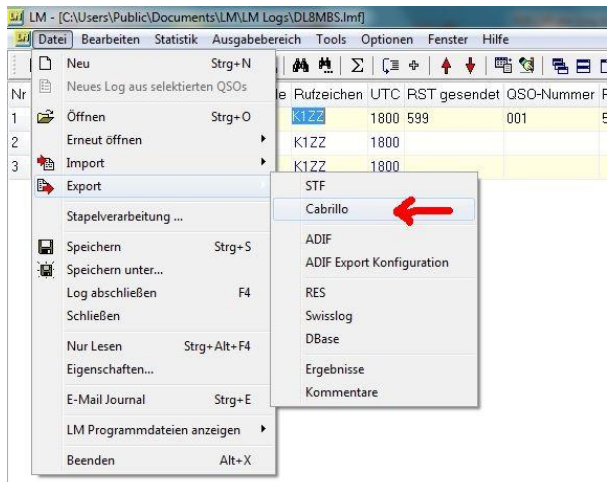 LM - [C:\Users\Public\Documents\LM\LM Logs\DL8MBS.lmf]
Datei Bearbeiten Statistik Ausgabebereich Tools Optionen Fenster Hilfe
Nr Rufzeichen UTC RST gesendet QSO-Nummer
1 K1ZZ 1800 599 001
2 K1ZZ 1800
3 K1ZZ 1800
Neu Strg+N
Neues Log aus selektierten QSOs
Öffnen Strg+O
Erneut öffnen
Import
Export
Stapelverarbeitung ...
Speichern Strg+S
Speichern unter...
Log abschließen F4
Schließen
Nur Lesen Strg+Alt+F4
Eigenschaften...
E-Mail Journal Strg+E
LM Programmdateien anzeigen
Beenden Alt+X
STF
Cabrillo
ADIF
ADIF Export Konfiguration
RES
Swisslog
DBase
Ergebnisse
Kommentare